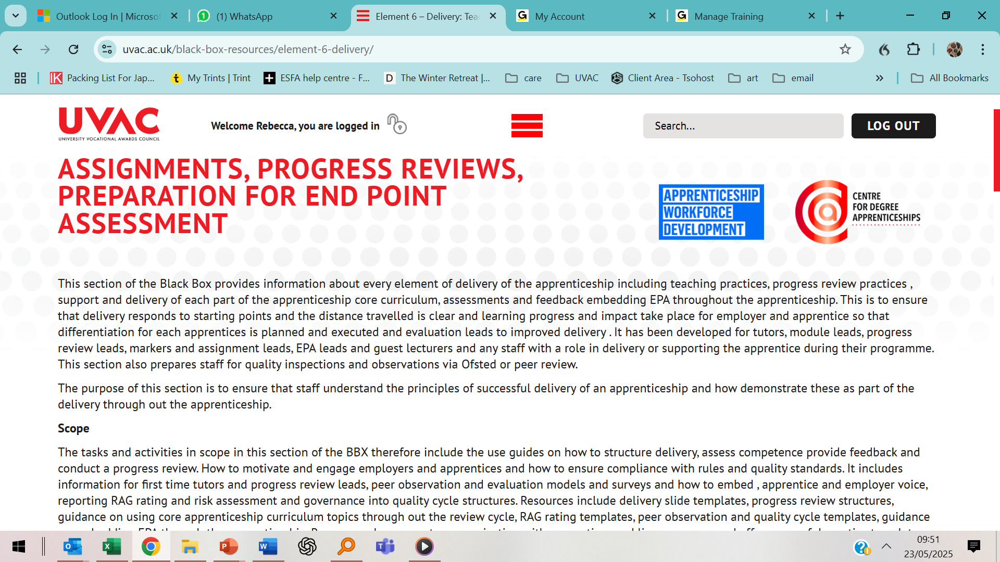 Outlook Log In | Microso
(1) WhatsApp
Element 6 – Delivery: Tea
My Account
Manage Training
uvac.ac.uk/black-box-resources/element-6-delivery/
Packing List For Jap...
My Trints | Trint
ESFA help centre - F...
The Winter Retreat |...
care
UVAC
Client Area - Tsohost
art
email
All Bookmarks
UVAC
UNIVERSITY VOCATIONAL AWARDS COUNCIL
Welcome Rebecca, you are logged in
Search...
LOG OUT
ASSIGNMENTS, PROGRESS REVIEWS,
PREPARATION FOR END POINT
ASSESSMENT
APPRENTICESHIP
WORKFORCE
DEVELOPMENT
CENTRE
FOR DEGREE
APPRENTICESHIPS
This section of the Black Box provides information about every element of delivery of the apprenticeship including teaching practices, progress review practices ,
support and delivery of each part of the apprenticeship core curriculum, assessments and feedback embedding EPA throughout the apprenticeship. This is to ensure
that delivery responds to starting points and the distance travelled is clear and learning progress and impact take place for employer and apprentice so that
differentiation for each apprentices is planned and executed and evaluation leads to improved delivery . It has been developed for tutors, module leads, progress
review leads, markers and assignment leads, EPA leads and guest lecturers and any staff with a role in delivery or supporting the apprentice during their programme.
This section also prepares staff for quality inspections and observations via Ofsted or peer review.
The purpose of this section is to ensure that staff understand the principles of successful delivery of an apprenticeship and how demonstrate these as part of the
delivery through out the apprenticeship.
Scope
The tasks and activities in scope in this section of the BBX therefore include the use guides on how to structure delivery, assess competence provide feedback and
conduct a progress review. How to motivate and engage employers and apprentices and how to ensure compliance with rules and quality standards. It includes
information for first time tutors and progress review leads, peer observation and evaluation models and surveys and how to embed , apprentice and employer voice,
reporting RAG rating and risk assessment and governance into quality cycle structures. Resources include delivery slide templates, progress review structures,
guidance on using core apprenticeship curriculum topics through out the review cycle, RAG rating templates, peer observation and quality cycle templates, guidance
09:51
23/05/2025